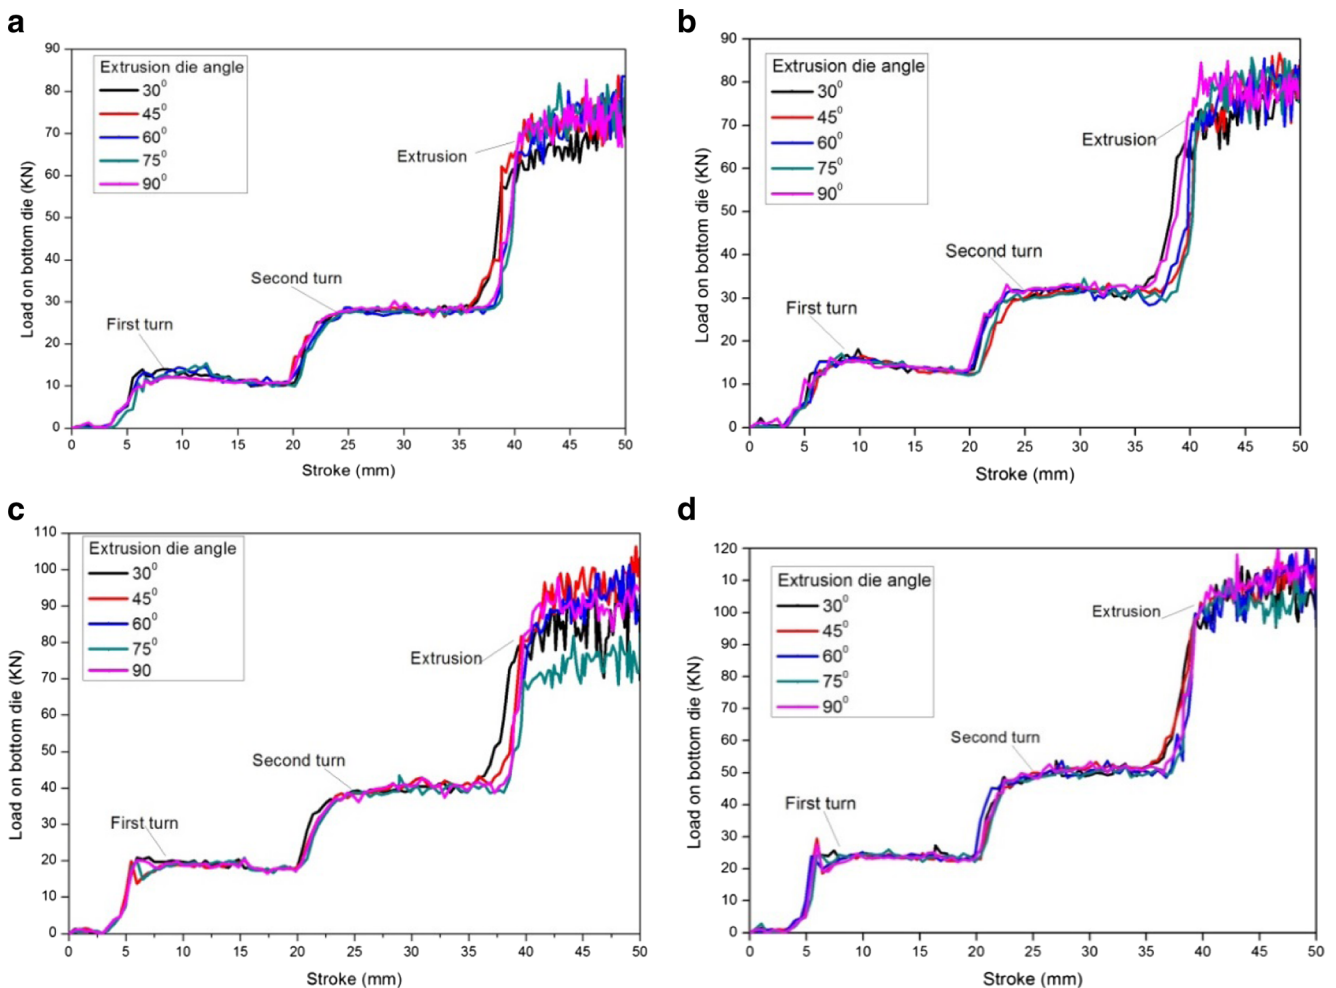 a
90
80
70
60
50
40
30
20
10
0
Load on bottom die (KN)
Extrusion die angle
30⁰
45⁰
60⁰
75⁰
90⁰
Extrusion
Second turn
First turn
0 5 10 15 20 25 30 35 40 45 50
Stroke (mm)
b
90
80
70
60
50
40
30
20
10
0
Load on bottom die (KN)
Extrusion die angle
30⁰
45⁰
60⁰
75⁰
90⁰
Extrusion
Second turn
First turn
0 5 10 15 20 25 30 35 40 45 50
Stroke (mm)
c
110
100
90
80
70
60
50
40
30
20
10
0
Load on bottom die (KN)
Extrusion die angle
30⁰
45⁰
60⁰
75⁰
90
Extrusion
Second turn
First turn
0 5 10 15 20 25 30 35 40 45 50
Stroke (mm)
d
120
110
100
90
80
70
60
50
40
30
20
10
0
Load on bottom die (KN)
Extrusion die angle
30⁰
45⁰
60⁰
75⁰
90⁰
Extrusion
Second turn
First turn
0 5 10 15 20 25 30 35 40 45 50
Stroke (mm)